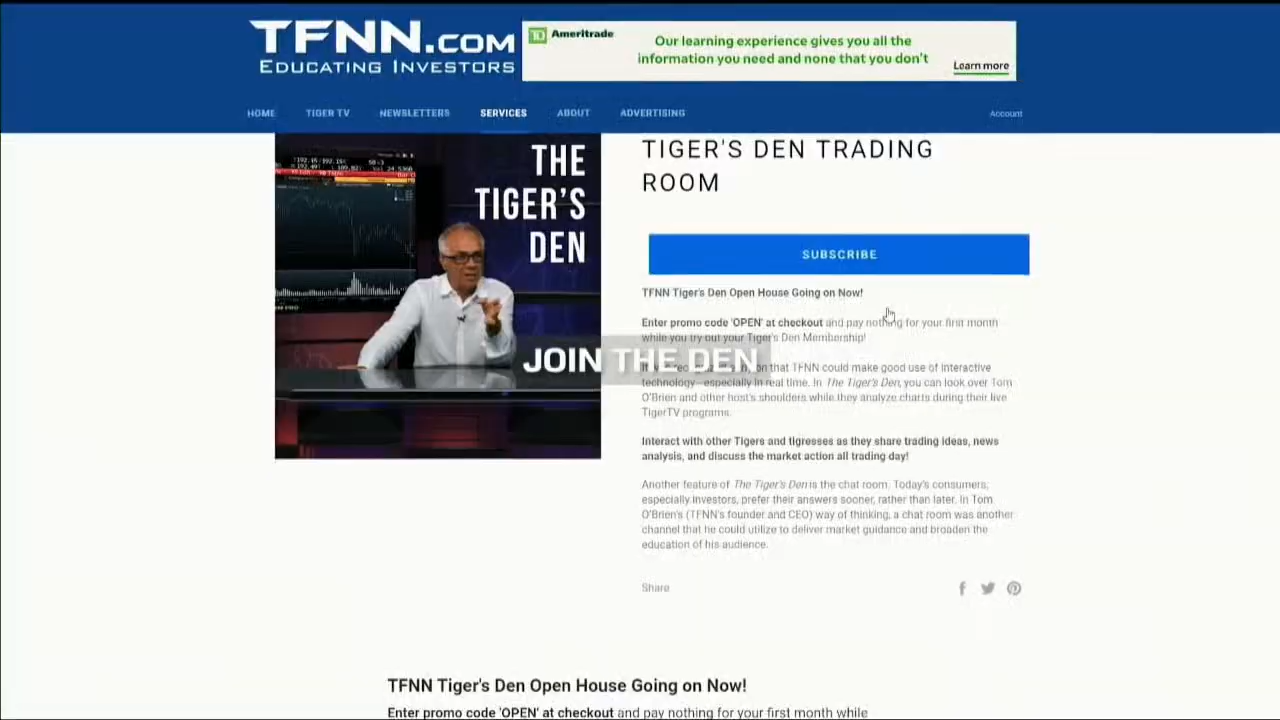 TFNN.COM
EDUCATING INVESTORS
TD Ameritrade
Our learning experience gives you all the
information you need and none that you don't
Learn more
HOME TIGER TV NEWSLETTERS SERVICES ABOUT ADVERTISING Account
THE
TIGER'S
DEN
TIGER'S DEN TRADING
ROOM
SUBSCRIBE
TFNN Tiger's Den Open House Going on Now!
Enter promo code 'OPEN' at checkout and pay nothing for your first month
while you try out your Tiger's Den Membership!
JOIN THE DEN
on that TFNN could make good use of interactive
technology—especially in real time. In The Tiger's Den, you can look over Tom
O'Brien and other host's shoulders while they analyze charts during their live
TigerTV programs.
Interact with other Tigers and tigresses as they share trading ideas, news
analysis, and discuss the market action all trading day!
Another feature of The Tiger's Den is the chat room. Today's consumers,
especially investors, prefer their answers sooner, rather than later. In Tom
O'Brien's (TFNN's founder and CEO) way of thinking, a chat room was another
channel that he could utilize to deliver market guidance and broaden the
education of his audience.
Share
TFNN Tiger's Den Open House Going on Now!
Enter promo code 'OPEN' at checkout and pay nothing for your first month while